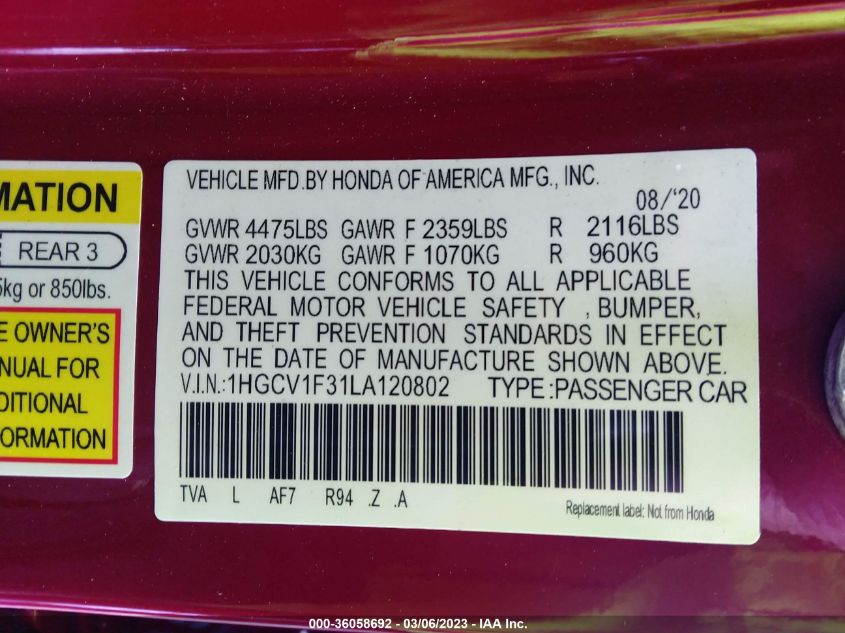 MATION
REAR 3
5kg or 850lbs.
E OWNER'S
NUAL FOR
DITIONAL
FORMATION
VEHICLE MFD.BY HONDA OF AMERICA MFG., INC.
08/'20
GVWR 4475LBS GAWR F 2359LBS R 2116LBS
GVWR 2030KG GAWR F 1070KG R 960KG
THIS VEHICLE CONFORMS TO ALL APPLICABLE
FEDERAL MOTOR VEHICLE SAFETY , BUMPER,
AND THEFT PREVENTION STANDARDS IN EFFECT
ON THE DATE OF MANUFACTURE SHOWN ABOVE.
V.I.N.:1HGCV1F31LA120802 TYPE:PASSENGER CAR
TVA L AF7 R94 .Z .A
Replacement label: Not from Honda
000-36058692 - 03/06/2023 - IAA Inc.